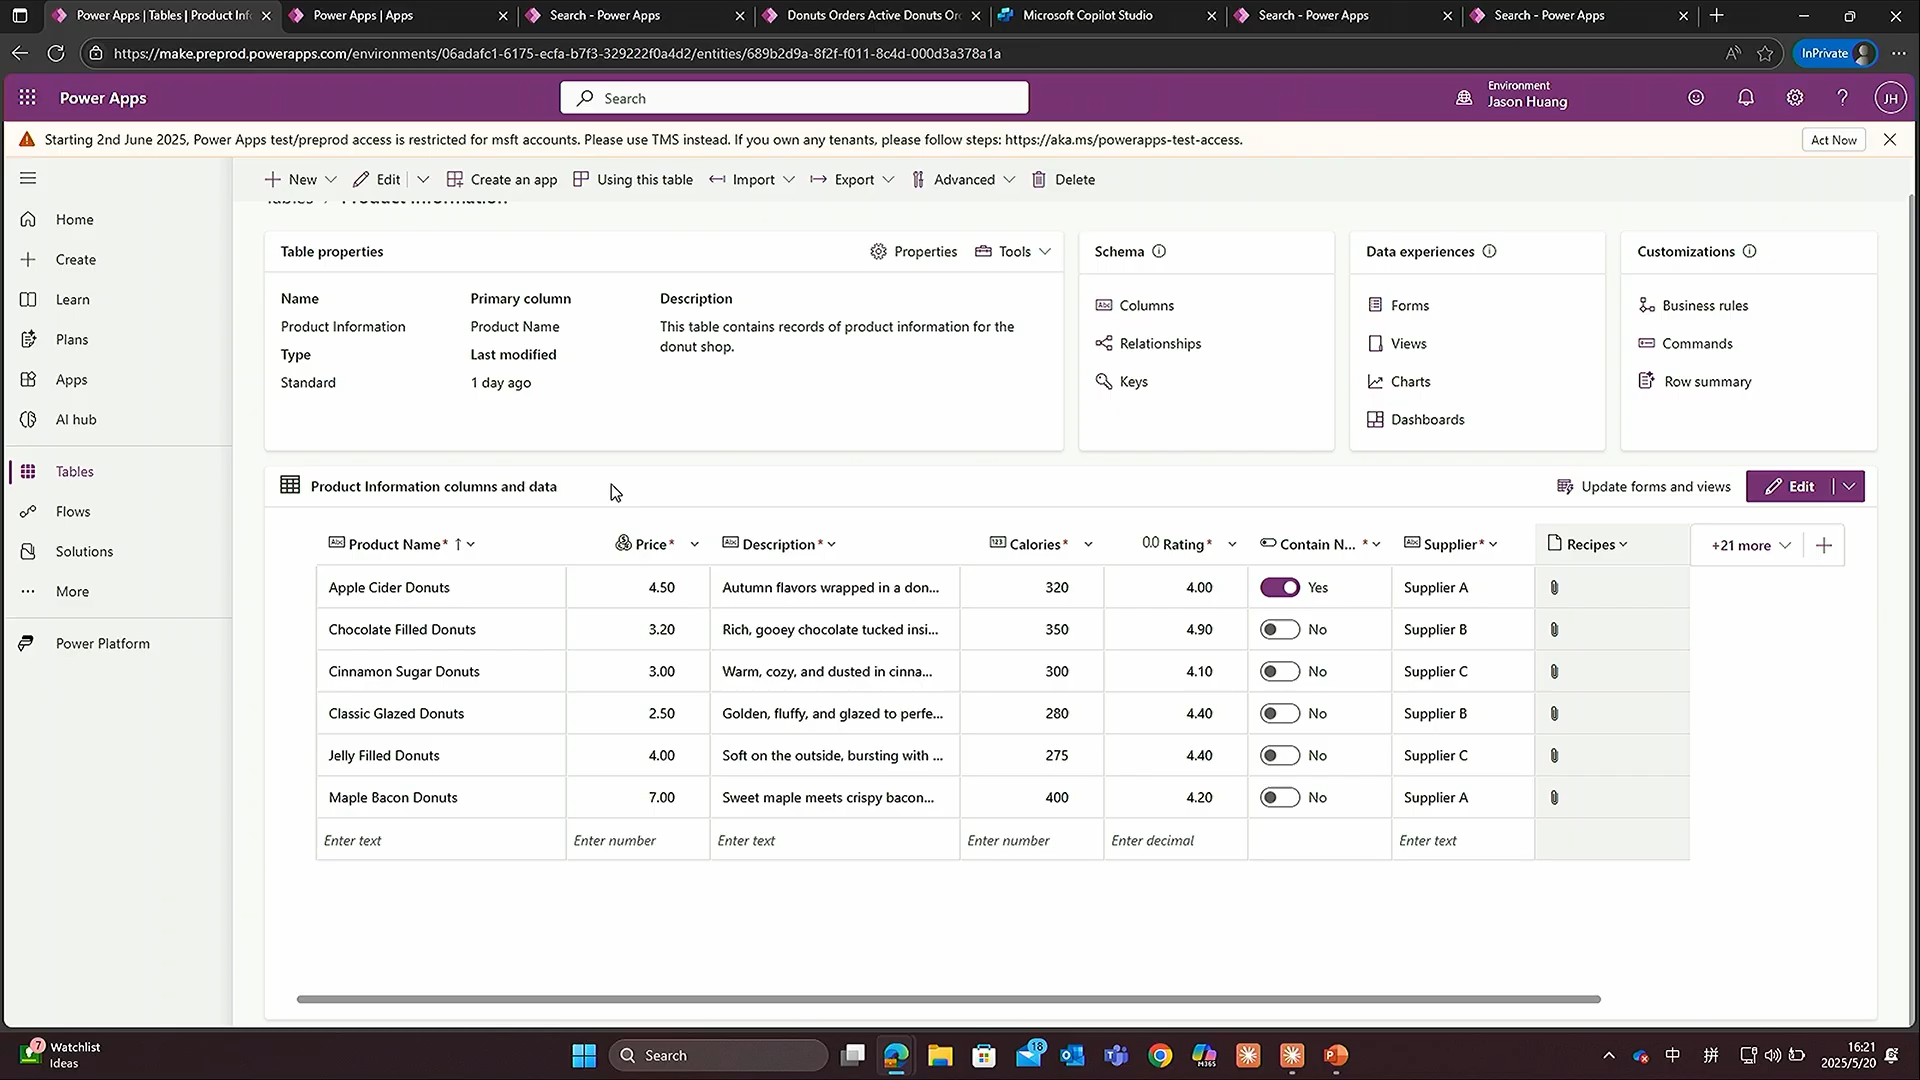 Power Apps | Tables | Product Inf
Power Apps | Apps
Search - Power Apps
Donuts Orders Active Donuts Or
Microsoft Copilot Studio
Search - Power Apps
Search - Power Apps
https://make.preprod.powerapps.com/environments/06adafc1-6175-ecfa-b7f3-329222f0a4d2/entities/689b2d9a-8f2f-f011-8c4d-000d3a378a1a
InPrivate
Power Apps
Search
Environment
Jason Huang
JH
Starting 2nd June 2025, Power Apps test/preprod access is restricted for msft accounts. Please use TMS instead. If you own any tenants, please follow steps: https://aka.ms/powerapps-test-access.
Act Now
New
Edit
Create an app
Using this table
Import
Export
Advanced
Delete
Tables > Product Information
Home
Create
Learn
Plans
Apps
AI hub
Tables
Flows
Solutions
More
Power Platform
Table properties
Properties
Tools
Name
Primary column
Description
Product Information
Product Name
This table contains records of product information for the
donut shop.
Type
Last modified
Standard
1 day ago
Schema
Columns
Relationships
Keys
Data experiences
Forms
Views
Charts
Dashboards
Customizations
Business rules
Commands
Row summary
Product Information columns and data
Update forms and views
Edit
Product Name * ↑ Price * Description * Calories * Rating * Contain N... * Supplier * Recipes +21 more
Apple Cider Donuts 4.50 Autumn flavors wrapped in a don... 320 4.00 Yes Supplier A
Chocolate Filled Donuts 3.20 Rich, gooey chocolate tucked insi... 350 4.90 No Supplier B
Cinnamon Sugar Donuts 3.00 Warm, cozy, and dusted in cinna... 300 4.10 No Supplier C
Classic Glazed Donuts 2.50 Golden, fluffy, and glazed to perfe... 280 4.40 No Supplier B
Jelly Filled Donuts 4.00 Soft on the outside, bursting with ... 275 4.40 No Supplier C
Maple Bacon Donuts 7.00 Sweet maple meets crispy bacon... 400 4.20 No Supplier A
Enter text Enter number Enter text Enter number Enter decimal Enter text
7
Watchlist
Ideas
Search
18
M365
中
拼
16:21
2025/5/20